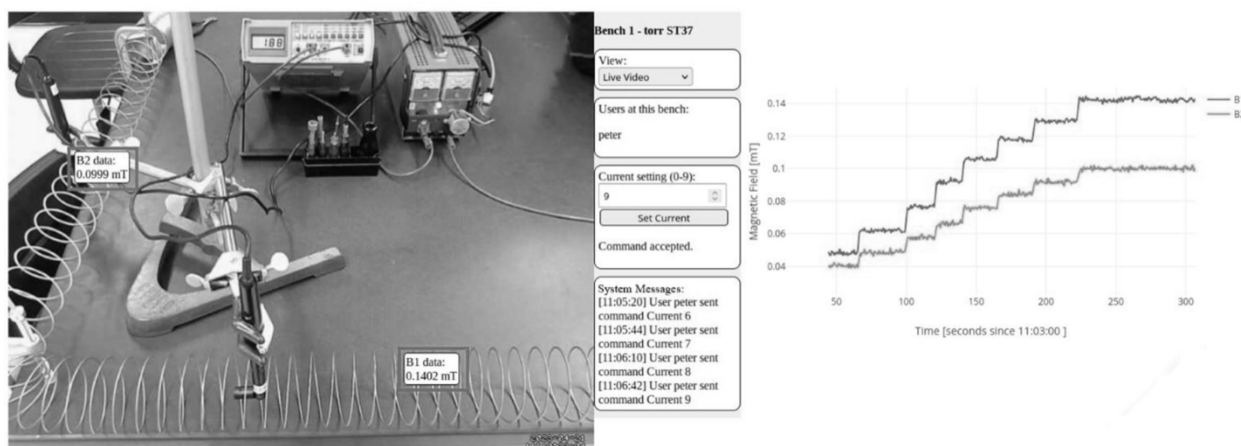 188
B2 data:
0.0999 mT
B1 data:
0.1402 mT
Bench 1 - torr ST37
View:
Live Video
Users at this bench:
peter
Current setting (0-9):
9
Set Current
Command accepted.
System Messages:
[11:05:20] User peter sent
command Current 6
[11:05:44] User peter sent
command Current 7
[11:06:10] User peter sent
command Current 8
[11:06:42] User peter sent
command Current 9
Magnetic Field [mT]
0.14
0.12
0.1
0.08
0.06
0.04
50
100
150
200
250
300
Time [seconds since 11:03:00 ]